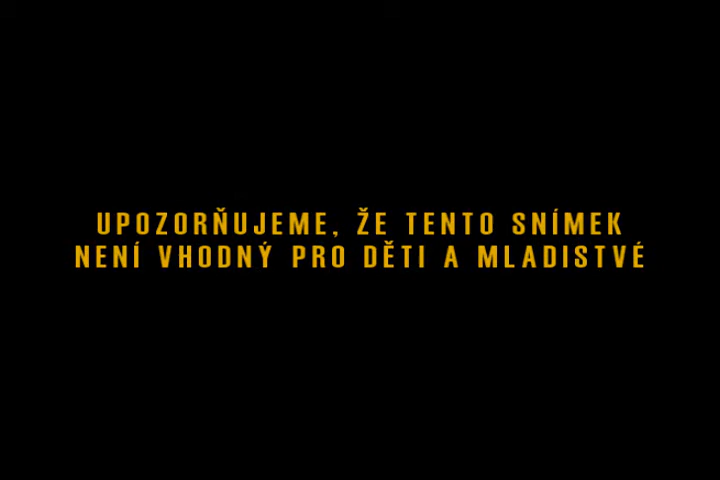 UPOZORŇUJEME, ŽE TENTO SNÍMEK
NENÍ VHODNÝ PRO DĚTI A MLADISTVÉ